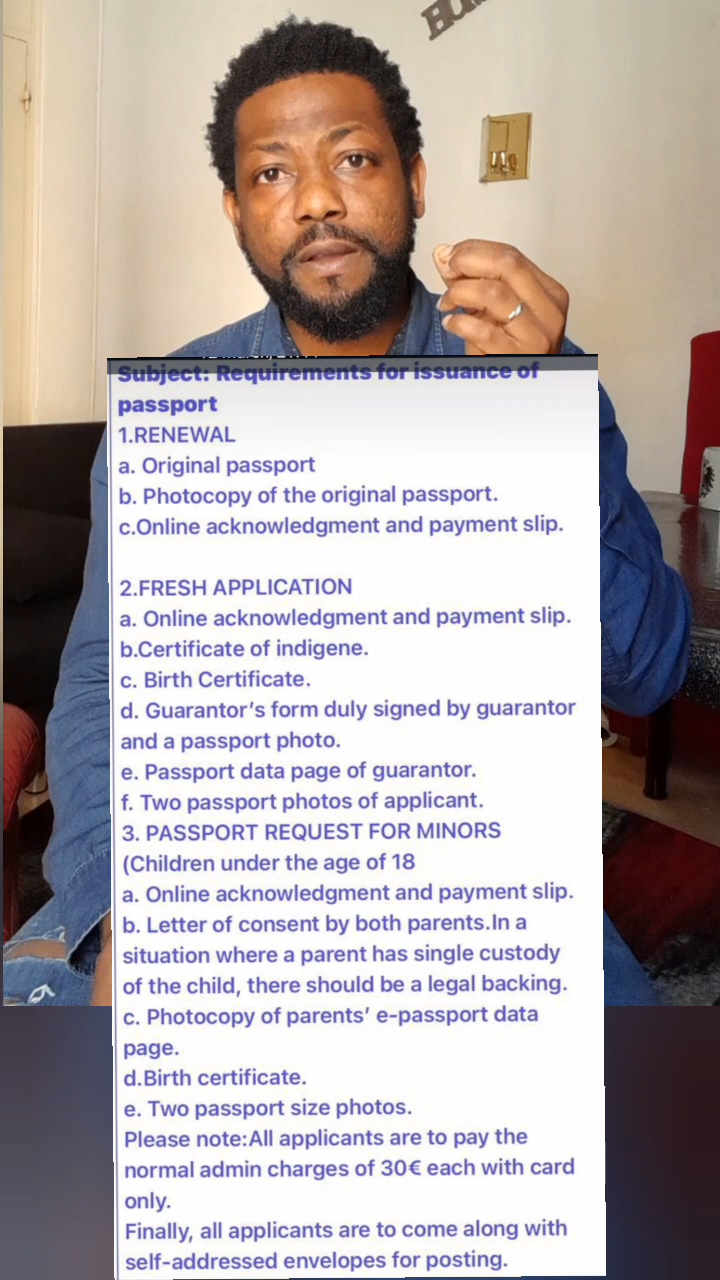 Subject: Requirements for issuance of
passport
1.RENEWAL
a. Original passport
b. Photocopy of the original passport.
c.Online acknowledgment and payment slip.
2.FRESH APPLICATION
a. Online acknowledgment and payment slip.
b.Certificate of indigene.
c. Birth Certificate.
d. Guarantor’s form duly signed by guarantor
and a passport photo.
e. Passport data page of guarantor.
f. Two passport photos of applicant.
3. PASSPORT REQUEST FOR MINORS
(Children under the age of 18
a. Online acknowledgment and payment slip.
b. Letter of consent by both parents.In a
situation where a parent has single custody
of the child, there should be a legal backing.
c. Photocopy of parents’ e-passport data
page.
d.Birth certificate.
e. Two passport size photos.
Please note:All applicants are to pay the
normal admin charges of 30€ each with card
only.
Finally, all applicants are to come along with
self-addressed envelopes for posting.